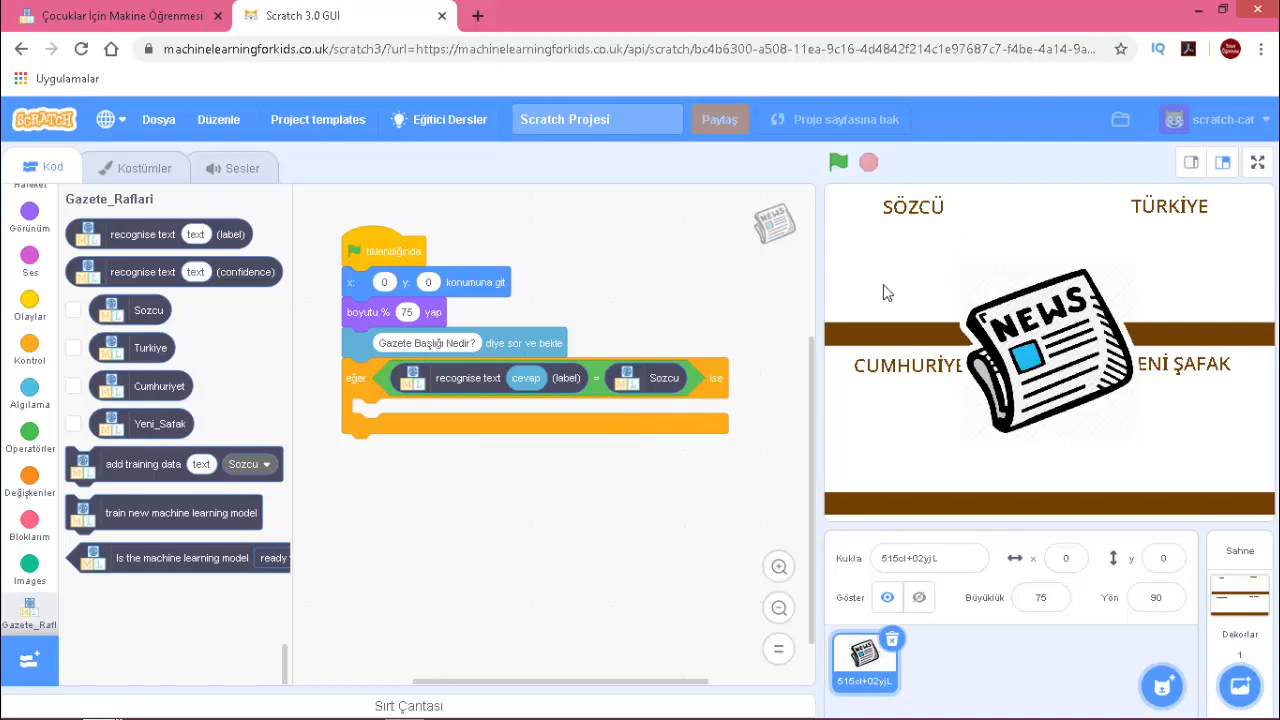 Çocuklar İçin Makine Öğrenmesi
Scratch 3.0 GUI
machinelearningforkids.co.uk/scratch3/?url=https://machinelearningforkids.co.uk/api/scratch/bc4b6300-a508-11ea-9c16-4d4842f214c1e97687c7-f4be-4a14-9a...
Uygulamalar
SCRATCH
Dosya
Düzenle
Project templates
Eğitici Dersler
Scratch Projesi
Paylaş
Proje sayfasına bak
scratch-cat
Kod
Kostümler
Sesler
Hareket
Görünüm
Ses
Olaylar
Kontrol
Algılama
Operatörler
Değişkenler
Bloklarım
Images
Gazete_Rafl
Gazete_Raflari
recognise text text (label)
recognise text text (confidence)
Sozcu
Turkiye
Cumhuriyet
Yeni_Safak
add training data text Sozcu
train new machine learning model
Is the machine learning model ready
tıklandığında
x: 0 y: 0 konumuna git
boyutu % 75 yap
Gazete Başlığı Nedir? diye sor ve bekle
eğer recognise text cevap (label) = Sozcu ise
SÖZCÜ
TÜRKİYE
NEWS
CUMHURİYE
ENİ ŞAFAK
Kukla 515cl+02yjL x 0 y 0
Göster Büyüklük 75 Yön 90
515cl+02yjL
Sahne
Dekorlar
1
Sırt Çantası